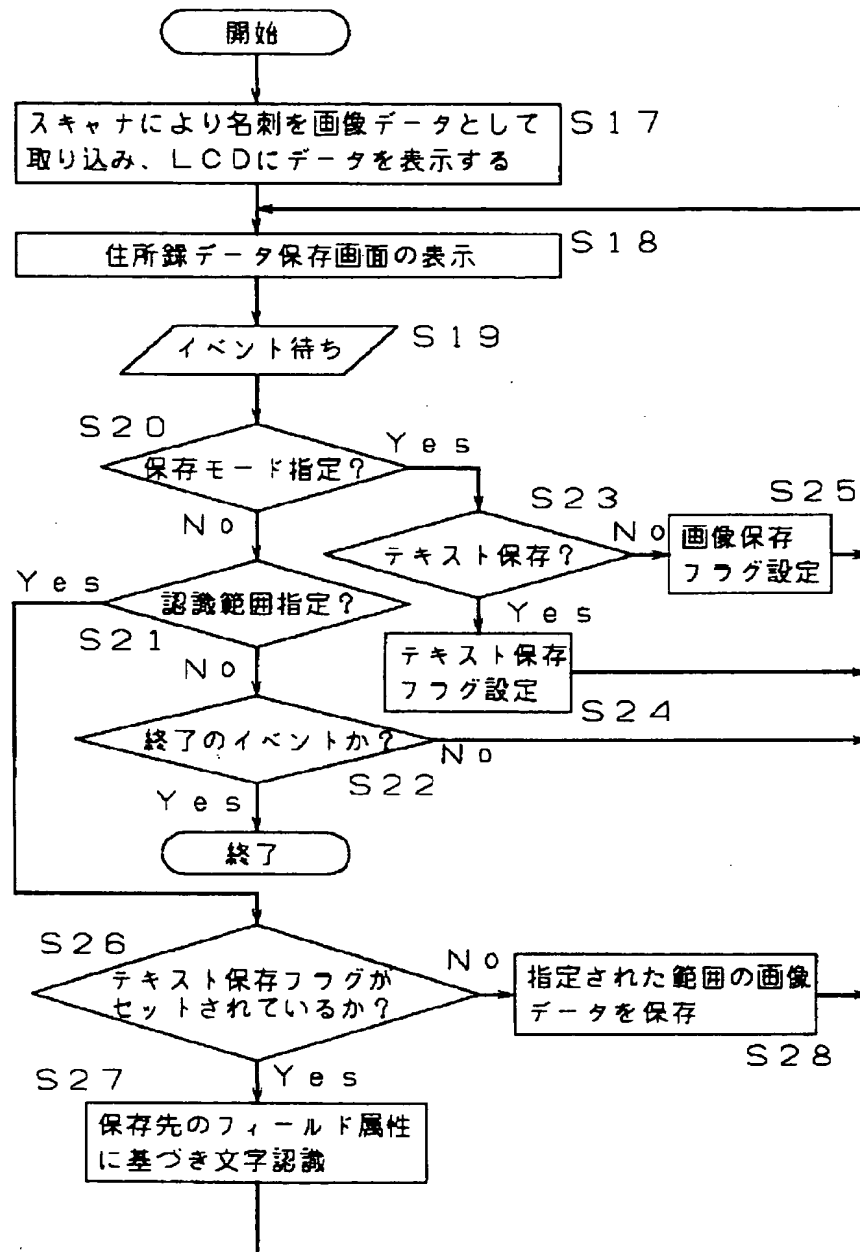 開始
スキャナにより名刺を画像データとして
取り込み、LCDにデータを表示する
S17
住所録データ保存画面の表示
S18
イベント待ち
S19
S20
保存モード指定?
Yes
No
S23
テキスト保存?
No
S25
画像保存
フラグ設定
Yes
認識範囲指定?
S21
No
Yes
テキスト保存
フラグ設定
S24
終了のイベントか?
No
S22
Yes
終了
S26
テキスト保存フラグが
セットされているか?
No
指定された範囲の画像
データを保存
S28
S27
Yes
保存先のフィールド属性
に基づき文字認識